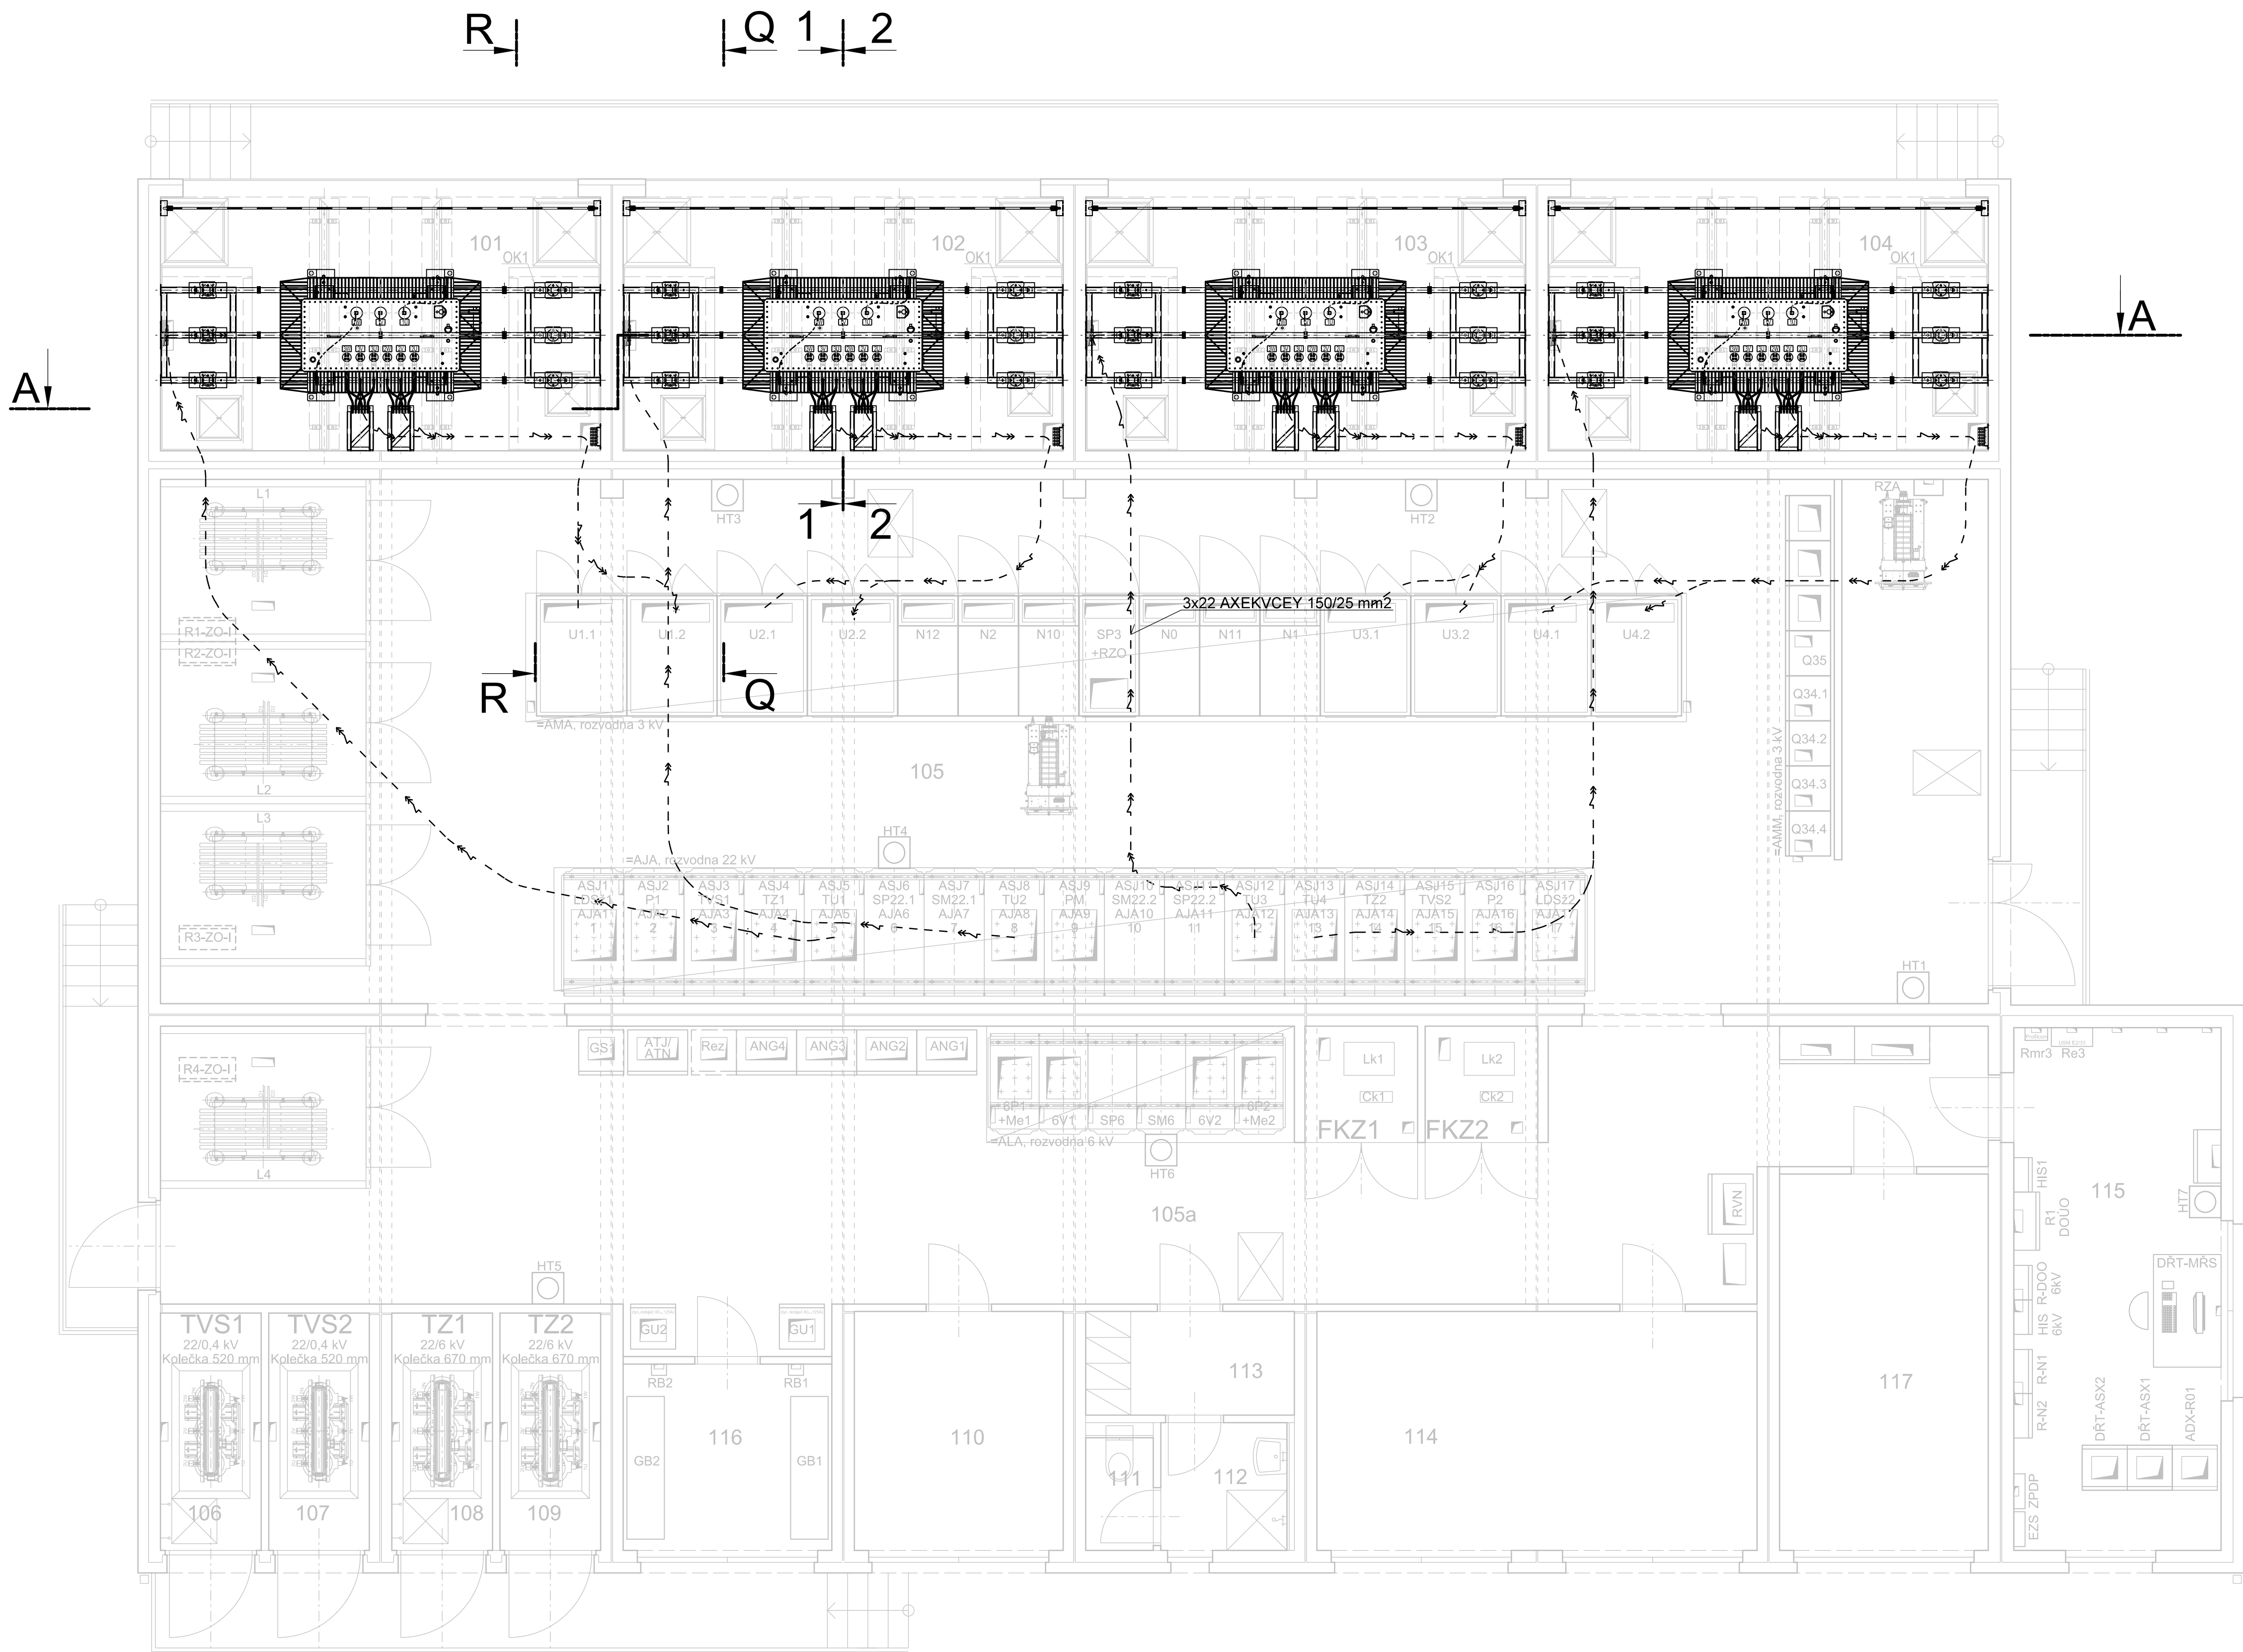 R Q 1 2
101 102 103 104
OK1 OK1 OK1 OK1
A A
1 2
L1 HT3 HT2 RZA
3x22 AXEKVCEY 150/25 mm2
R1-ZO-I
R2-ZO-I
U1.1 U1.2 U2.1 U2.2 N12 N2 N10 SP3 N0 N11 N1 U3.1 U3.2 U4.1 U4.2
+RZO
Q35
R Q
Q34.1
=AMA, rozvodna 3 kV
Q34.2
=AMM, rozvodna 3 kV
105
L2
Q34.3
L3
Q34.4
HT4
=AJA, rozvodna 22 kV
ASJ1 ASJ2 ASJ3 ASJ4 ASJ5 ASJ6 ASJ7 ASJ8 ASJ9 ASJ10 ASJ11 ASJ12 ASJ13 ASJ14 ASJ15 ASJ16 ASJ17
LDSž1 P1 TVS1 TZ1 TU1 SP22.1 SM22.1 TU2 PM SM22.2 SP22.2 TU3 TU4 TZ2 TVS2 P2 LDSž2
AJA1 AJA2 AJA3 AJA4 AJA5 AJA6 AJA7 AJA8 AJA9 AJA10 AJA11 AJA12 AJA13 AJA14 AJA15 AJA16 AJA17
1 2 3 4 5 6 7 8 9 10 11 12 13 14 15 16 17
R3-ZO-I
HT1
GS1 ATJ/ Rez. ANG4 ANG3 ANG2 ANG1
ATN
Lk1 Lk2
Rmr3 Re3
R4-ZO-I
Ck1 Ck2
6P1 6P2
+Me1 6V1 SP6 SM6 6V2 +Me2
FKZ1 FKZ2
=ALA, rozvodna 6 kV
HT6
L4
HIS1
115
HT7
RVN
105a
R1
DOÚO
HT5
DŘT-MŘS
R-DOO
6kV
HIS
6kV
TVS1 TVS2 TZ1 TZ2
22/0,4 kV 22/0,4 kV 22/6 kV 22/6 kV
Kolečka 520 mm Kolečka 520 mm Kolečka 670 mm Kolečka 670 mm
GU2 GU1
RB2 RB1
113
117
R-N1
R-N2
DŘT-ASX2
DŘT-ASX1
ADX-R01
116 110 114
GB2 GB1
111 112
106 107 108 109
ZPDP
EZS